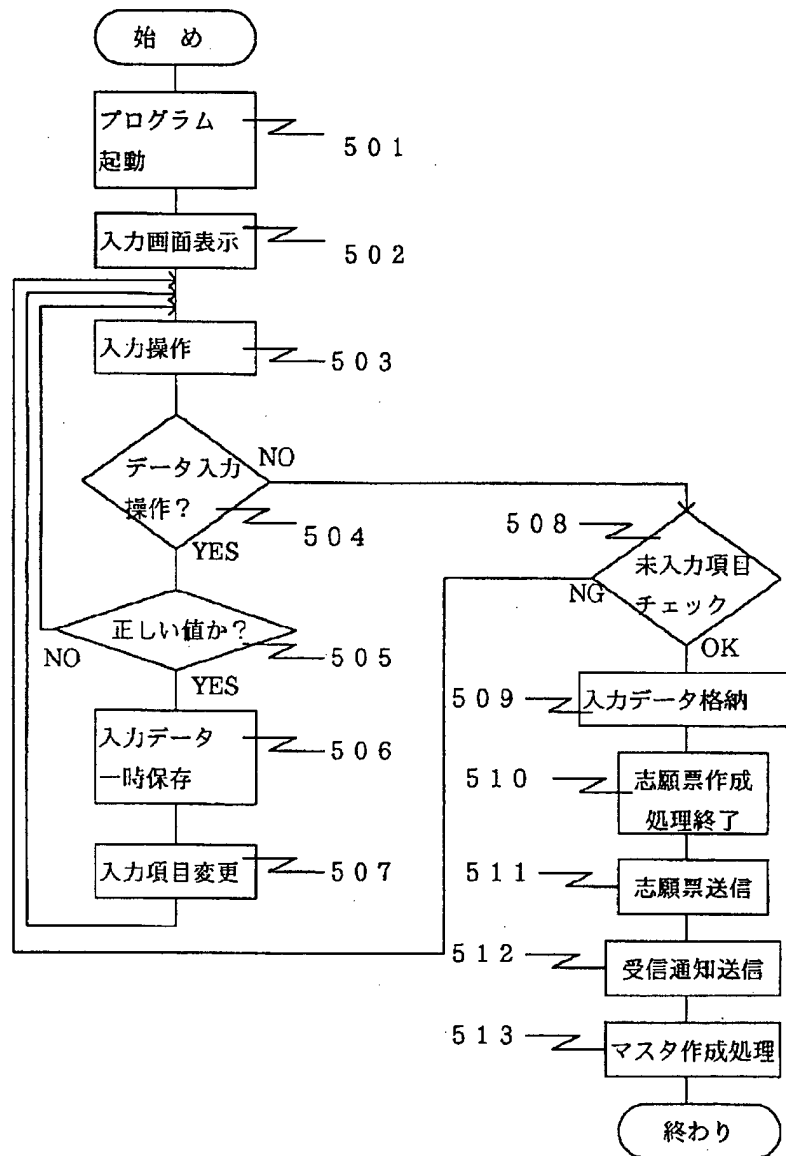 始 め
プログラム
起動
５０１
入力画面表示
５０２
入力操作
５０３
データ入力
操作？
NO
YES
５０４
正しい値か？
NO
YES
５０５
入力データ
一時保存
５０６
入力項目変更
５０７
５０８
未入力項目
チェック
NG
OK
５０９
入力データ格納
５１０
志願票作成
処理終了
５１１
志願票送信
５１２
受信通知送信
５１３
マスタ作成処理
終わり